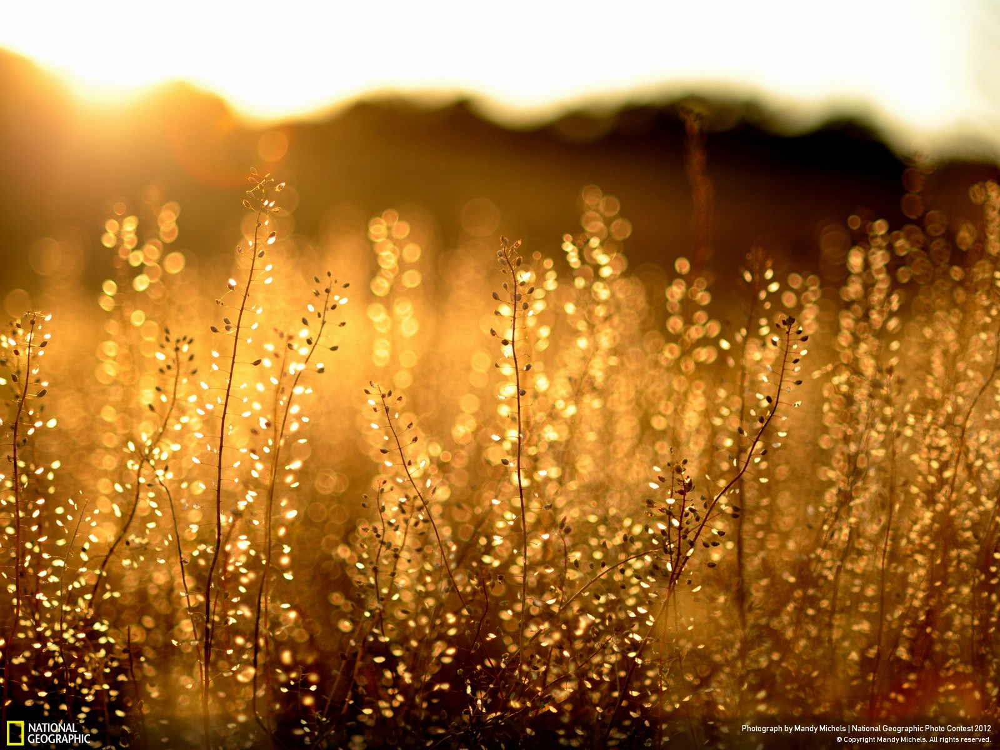 NATIONAL
GEOGRAPHIC
Photograph by Mandy Michels | National Geographic Photo Contest 2012
© Copyright Mandy Michels. All rights reserved.